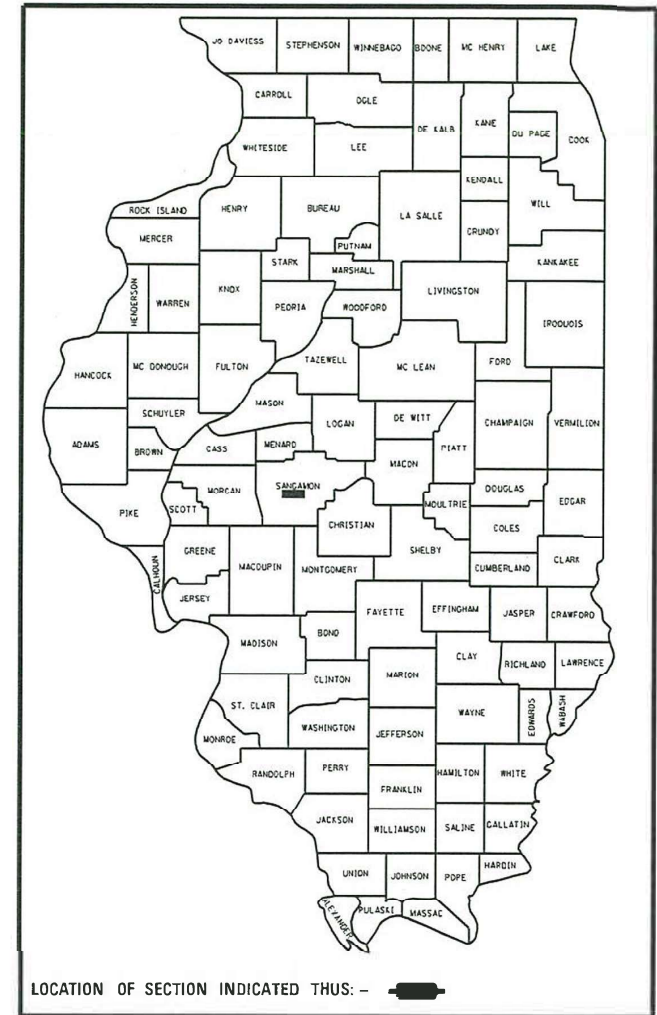 JO DAVIESS STEPHENSON WINNEBAGO BOONE MC HENRY LAKE
CARROLL OGLE DE KALB KANE DU PAGE COOK
WHITESIDE LEE
KENDALL WILL
ROCK ISLAND HENRY BUREAU LA SALLE
MERCER PUTNAM GRUNDY
STARK MARSHALL KANKAKEE
HENDERSON WARREN KNOX PEORIA WOODFORD LIVINGSTON IROQUOIS
HANCOCK MC DONOUGH FULTON TAZEWELL MC LEAN FORD
MASON
SCHUYLER LOGAN DE WITT CHAMPAIGN VERMILION
ADAMS BROWN CASS MENARD PIATT
MACON
PIKE SCOTT MORGAN SANGAMON MOULTRIE DOUGLAS EDGAR
CHRISTIAN COLES
CALHOUN GREENE MACOUPIN MONTGOMERY SHELBY CUMBERLAND CLARK
JERSEY FAYETTE EFFINGHAM JASPER CRAWFORD
MADISON BOND
CLAY RICHLAND LAWRENCE
CLINTON MARION
ST. CLAIR WAYNE EDWARDS WABASH
MONROE WASHINGTON JEFFERSON
RANDOLPH PERRY HAMILTON WHITE
FRANKLIN
JACKSON WILLIAMSON SALINE GALLATIN
UNION JOHNSON POPE HARDIN
ALEXANDER PULASKI MASSAC
LOCATION OF SECTION INDICATED THUS: -